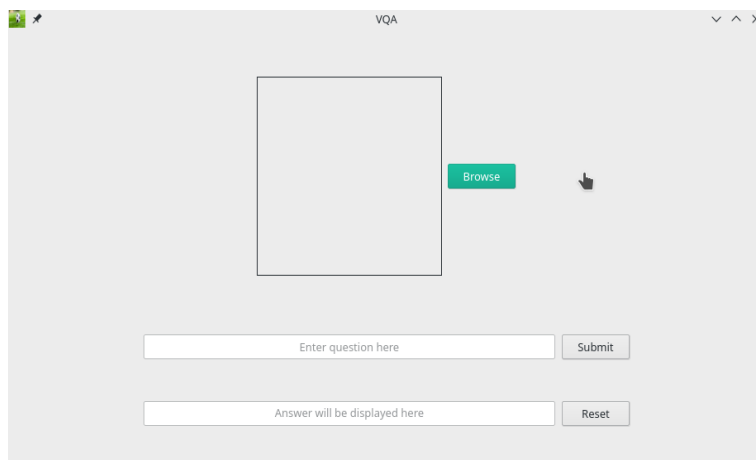 VQA
Browse
Enter question here
Submit
Answer will be displayed here
Reset